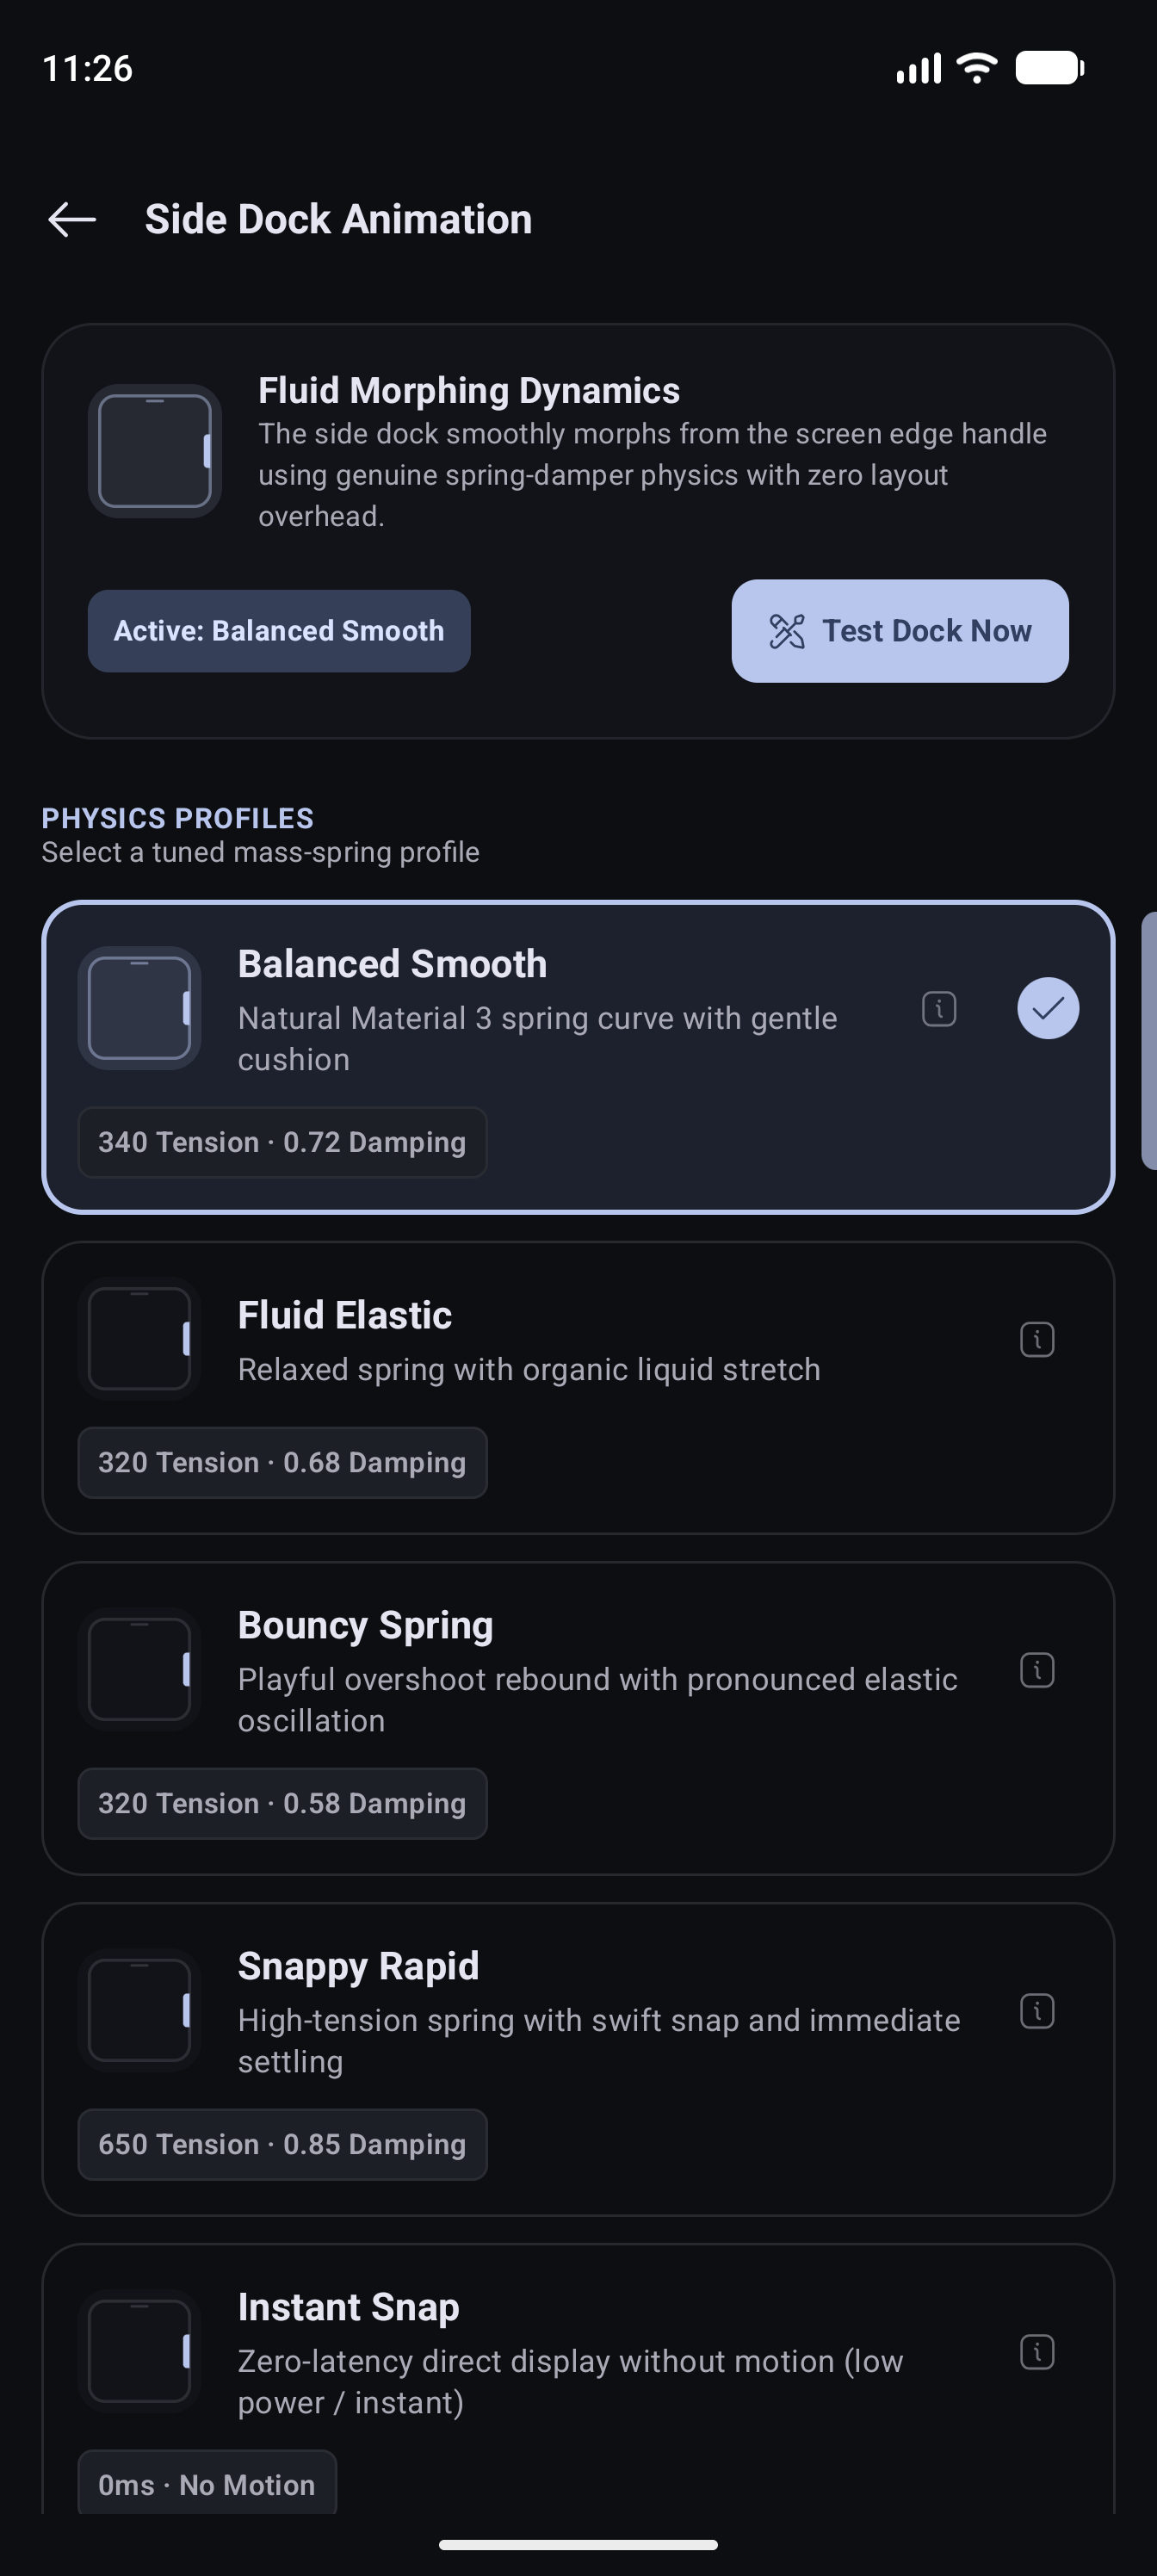 11:26
Side Dock Animation
Fluid Morphing Dynamics
The side dock smoothly morphs from the screen edge handle
using genuine spring-damper physics with zero layout
overhead.
Active: Balanced Smooth
Test Dock Now
PHYSICS PROFILES
Select a tuned mass-spring profile
Balanced Smooth
Natural Material 3 spring curve with gentle
cushion
340 Tension · 0.72 Damping
Fluid Elastic
Relaxed spring with organic liquid stretch
320 Tension · 0.68 Damping
Bouncy Spring
Playful overshoot rebound with pronounced elastic
oscillation
320 Tension · 0.58 Damping
Snappy Rapid
High-tension spring with swift snap and immediate
settling
650 Tension · 0.85 Damping
Instant Snap
Zero-latency direct display without motion (low
power / instant)
0ms · No Motion